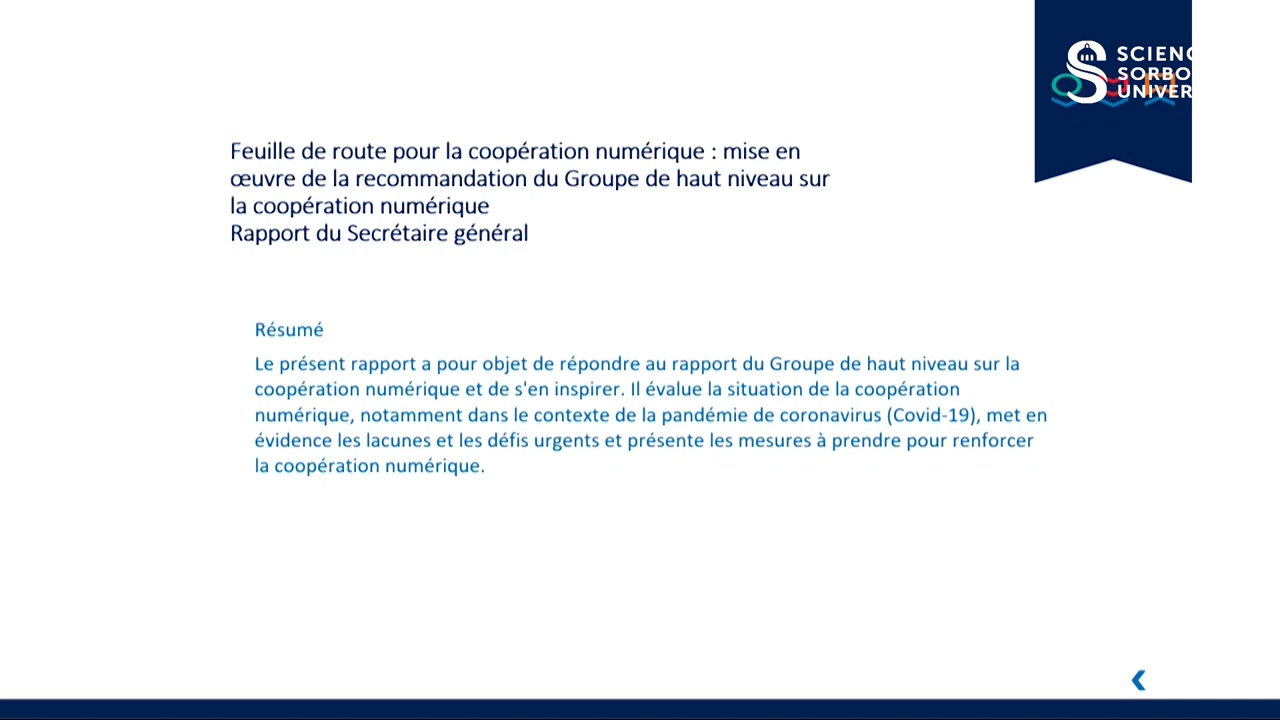 SCIENC
SORBO
UNIVER
Feuille de route pour la coopération numérique : mise en
œuvre de la recommandation du Groupe de haut niveau sur
la coopération numérique
Rapport du Secrétaire général
Résumé
Le présent rapport a pour objet de répondre au rapport du Groupe de haut niveau sur la
coopération numérique et de s'en inspirer. Il évalue la situation de la coopération
numérique, notamment dans le contexte de la pandémie de coronavirus (Covid-19), met en
évidence les lacunes et les défis urgents et présente les mesures à prendre pour renforcer
la coopération numérique.